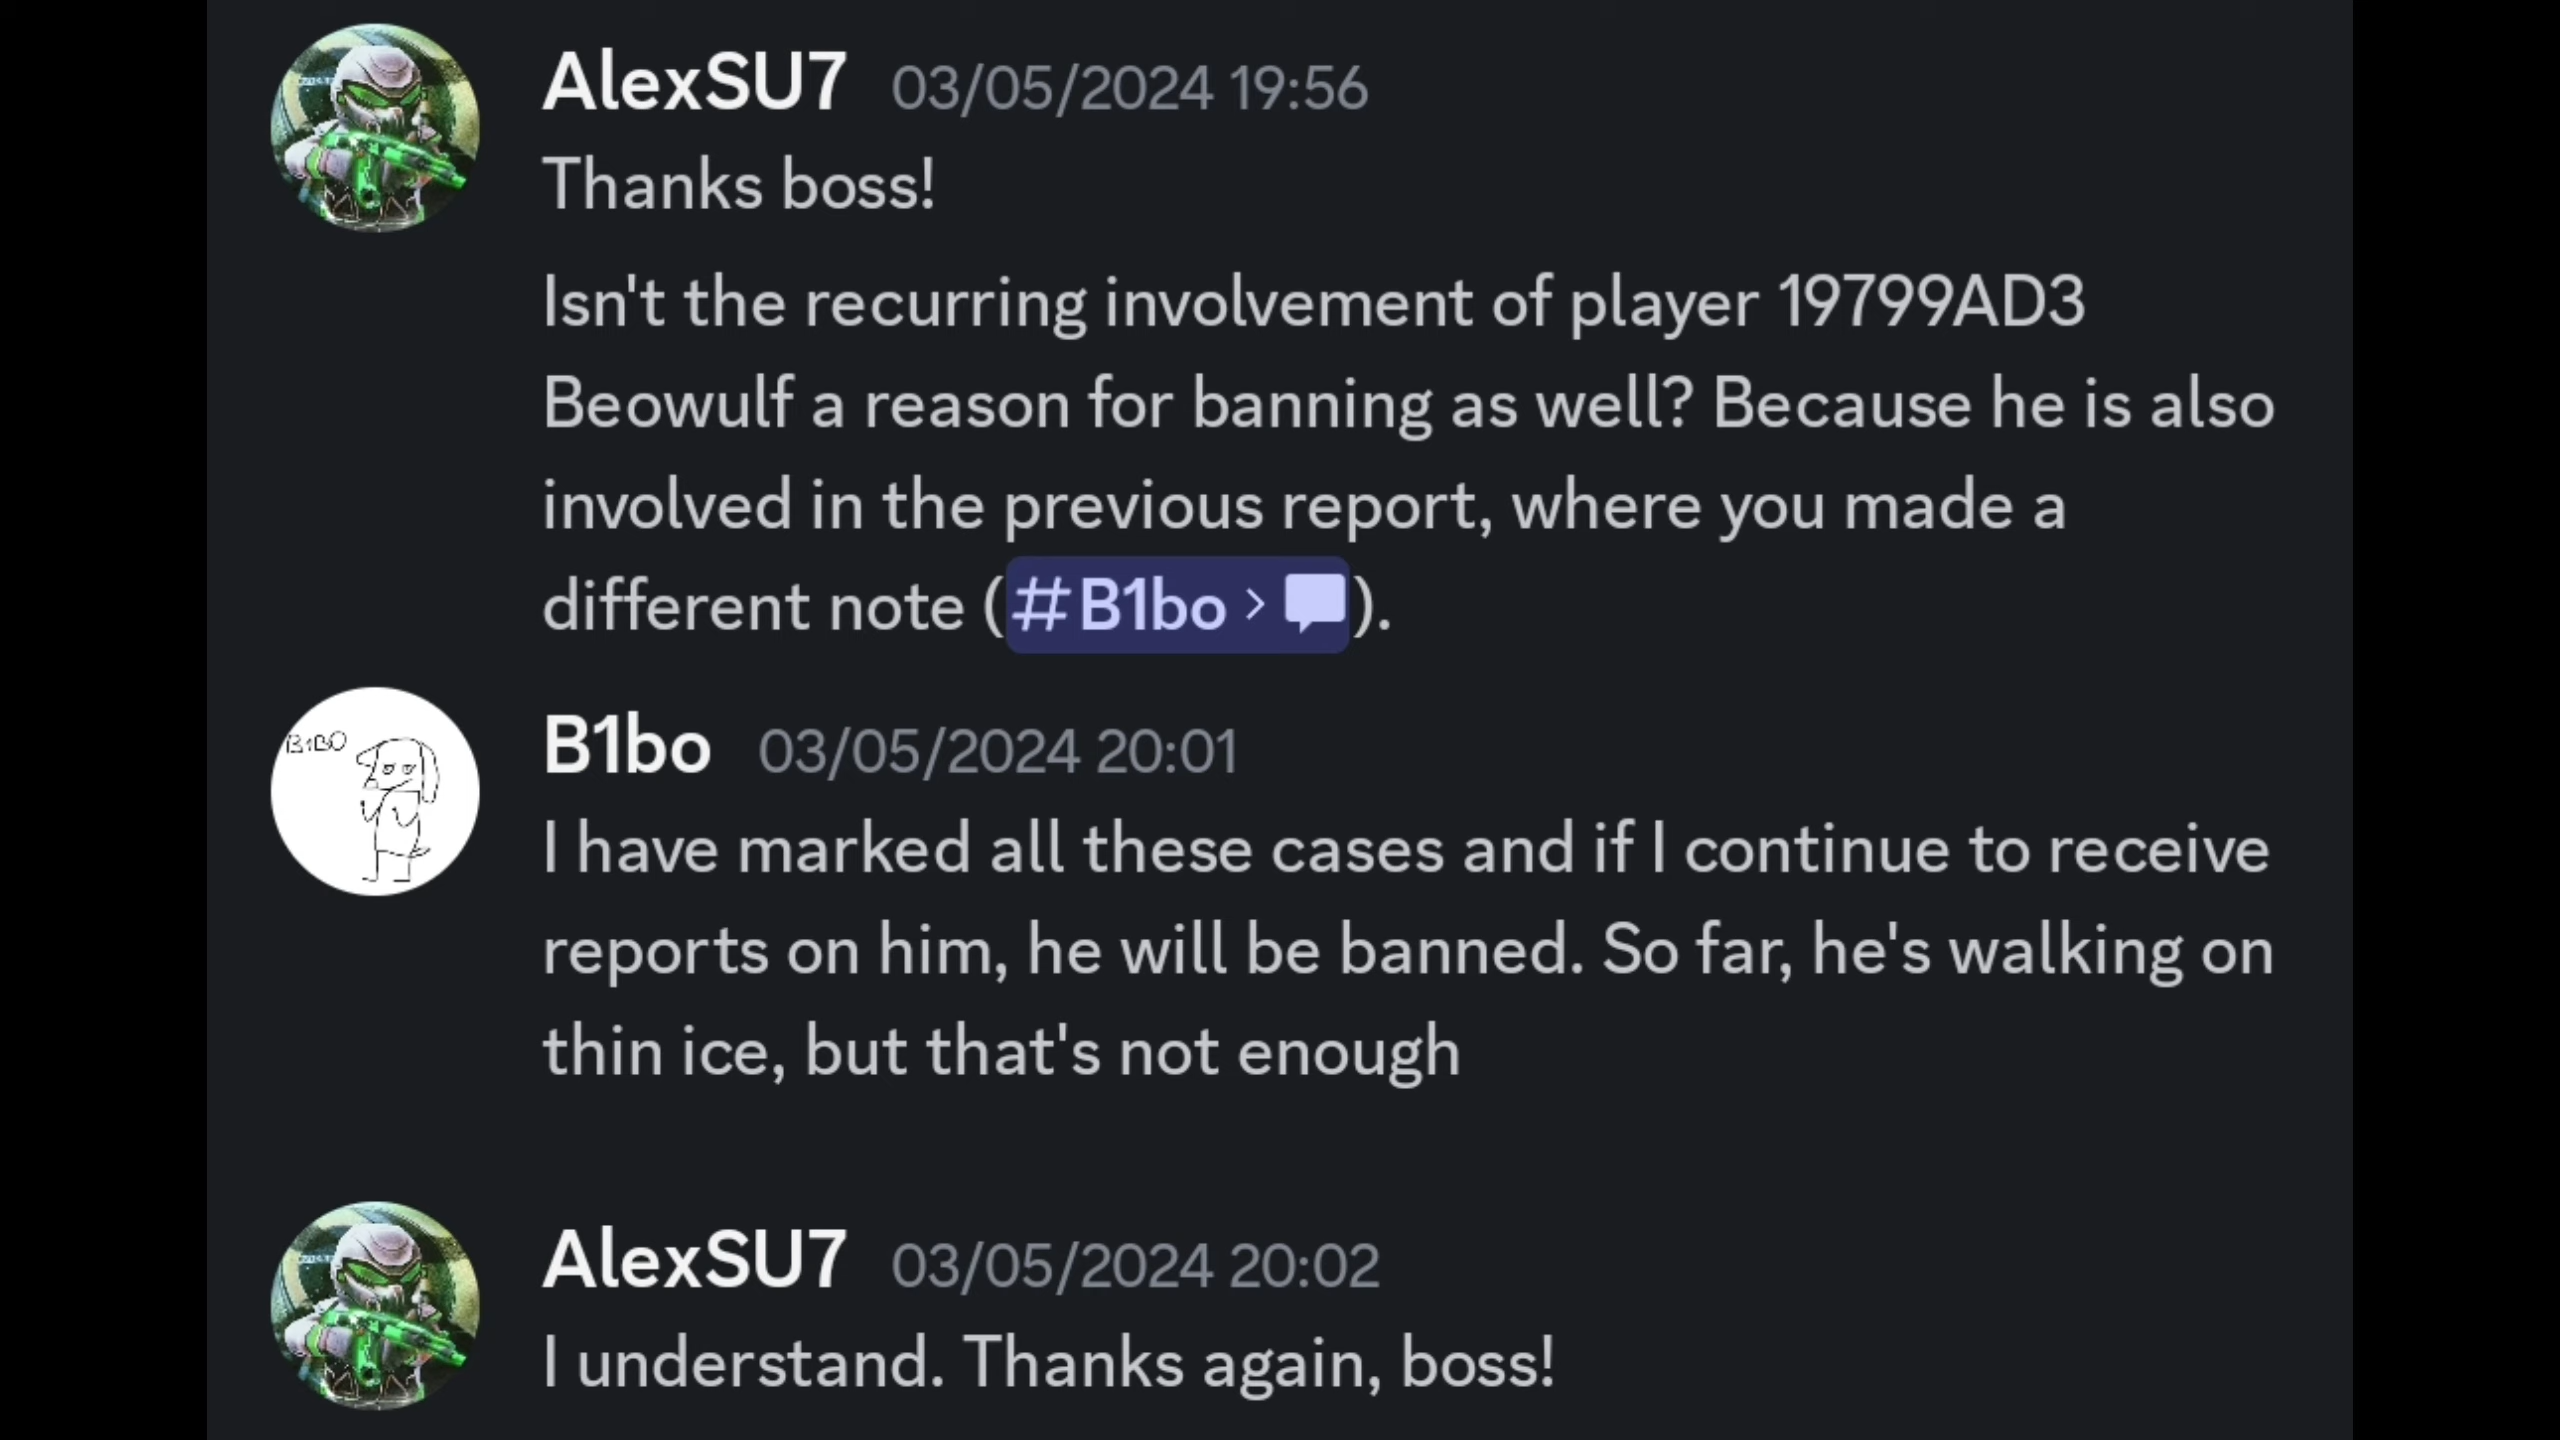 AlexSU7 03/05/2024 19:56
Thanks boss!
Isn't the recurring involvement of player 19799AD3
Beowulf a reason for banning as well? Because he is also
involved in the previous report, where you made a
different note (#B1bo > ).
B1BO
B1bo 03/05/2024 20:01
I have marked all these cases and if I continue to receive
reports on him, he will be banned. So far, he's walking on
thin ice, but that's not enough
AlexSU7 03/05/2024 20:02
I understand. Thanks again, boss!